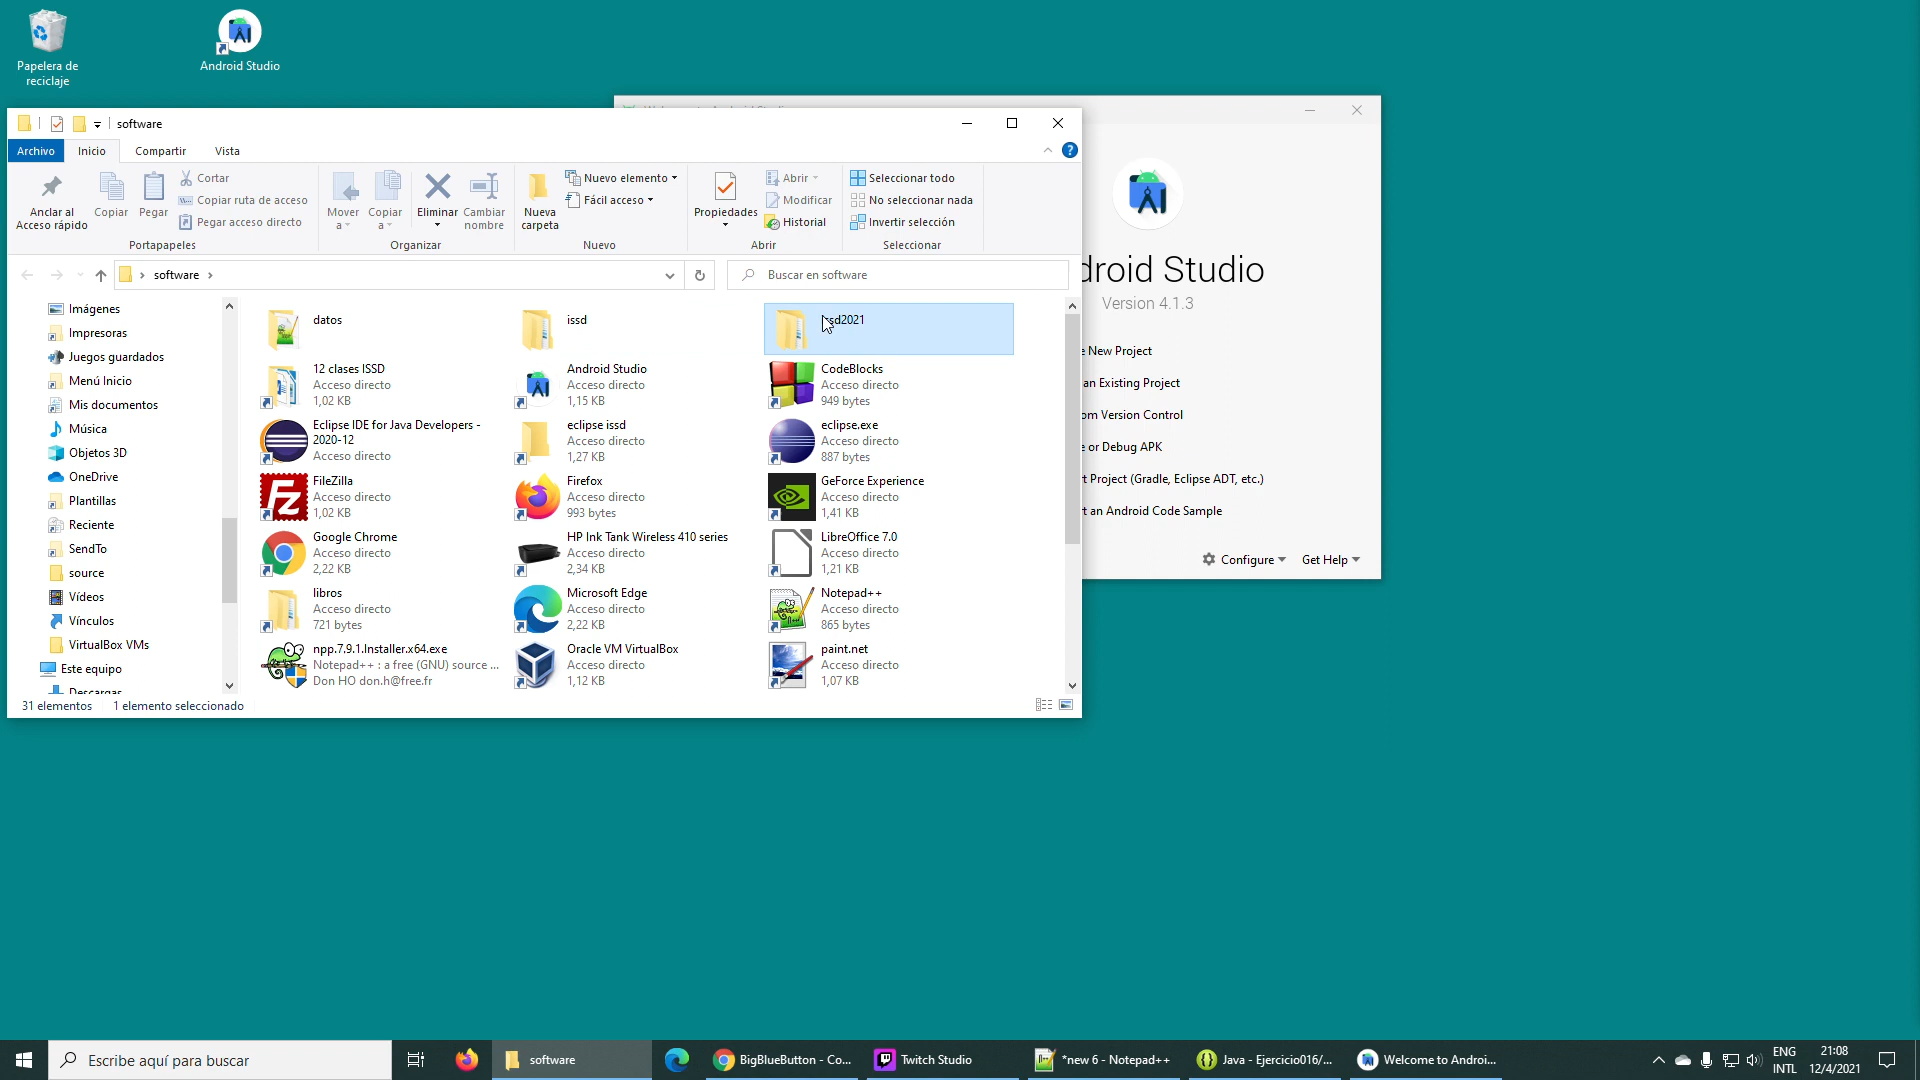 Papelera de
reciclaje
Android Studio
software
Archivo
Inicio
Compartir
Vista
Anclar al
Acceso rápido
Copiar
Pegar
Cortar
Copiar ruta de acceso
Pegar acceso directo
Portapapeles
Mover
a
Copiar
a
Eliminar
Cambiar
nombre
Organizar
Nueva
carpeta
Nuevo elemento
Fácil acceso
Nuevo
Propiedades
Abrir
Modificar
Historial
Abrir
Seleccionar todo
No seleccionar nada
Invertir selección
Seleccionar
software
Buscar en software
Imágenes
Impresoras
Juegos guardados
Menú Inicio
Mis documentos
Música
Objetos 3D
OneDrive
Plantillas
Reciente
SendTo
source
Vídeos
Vínculos
VirtualBox VMs
Este equipo
Descargas
datos
issd
12 clases ISSD
Acceso directo
1,02 KB
Android Studio
Acceso directo
1,15 KB
CodeBlocks
Acceso directo
949 bytes
Eclipse IDE for Java Developers -
2020-12
Acceso directo
eclipse issd
Acceso directo
1,27 KB
eclipse.exe
Acceso directo
887 bytes
FileZilla
Acceso directo
1,02 KB
Firefox
Acceso directo
993 bytes
GeForce Experience
Acceso directo
1,41 KB
Google Chrome
Acceso directo
2,22 KB
HP Ink Tank Wireless 410 series
Acceso directo
2,34 KB
LibreOffice 7.0
Acceso directo
1,21 KB
libros
Acceso directo
721 bytes
Microsoft Edge
Acceso directo
2,22 KB
Notepad++
Acceso directo
865 bytes
npp.7.9.1.Installer.x64.exe
Notepad++ : a free (GNU) source ...
Don HO don.h@free.fr
Oracle VM VirtualBox
Acceso directo
1,12 KB
paint.net
Acceso directo
1,07 KB
31 elementos
1 elemento seleccionado
droid Studio
Version 4.1.3
e New Project
an Existing Project
om Version Control
e or Debug APK
rt Project (Gradle, Eclipse ADT, etc.)
rt an Android Code Sample
Configure
Get Help
Escribe aquí para buscar
software
BigBlueButton - Co...
Twitch Studio
*new 6 - Notepad++
Java - Ejercicio016/...
Welcome to Androi...
ENG
INTL
21:08
12/4/2021